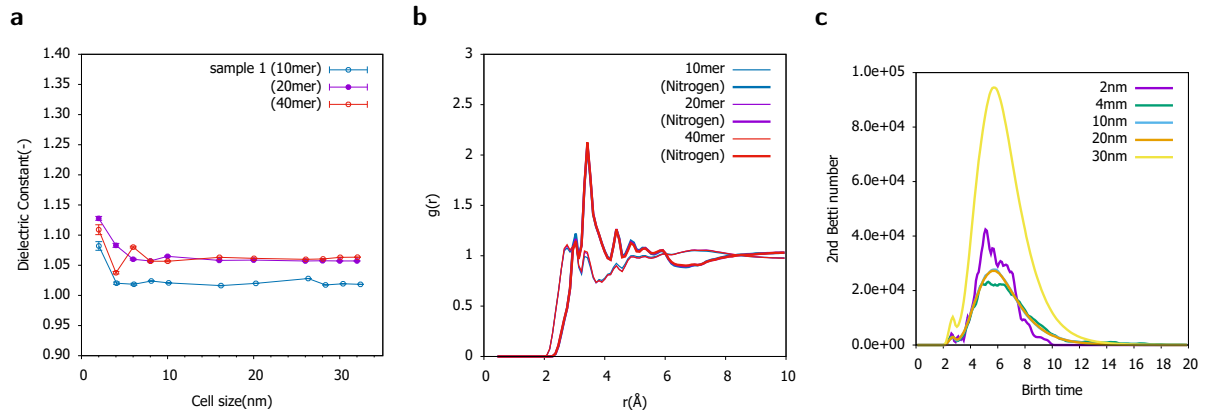 a
Dielectric Constant(-)
1.40
1.35
1.30
1.25
1.20
1.15
1.10
1.05
1.00
0.95
0.90
sample 1 (10mer)
(20mer)
(40mer)
0
10
20
30
Cell size(nm)
b
g(r)
3
2.5
2
1.5
1
0.5
0
10mer
(Nitrogen)
20mer
(Nitrogen)
40mer
(Nitrogen)
0
2
4
6
8
10
r(Å)
c
2nd Betti number
1.0e+05
8.0e+04
6.0e+04
4.0e+04
2.0e+04
0.0e+00
2nm
4mm
10nm
20nm
30nm
0
2
4
6
8
10
12
14
16
18
20
Birth time